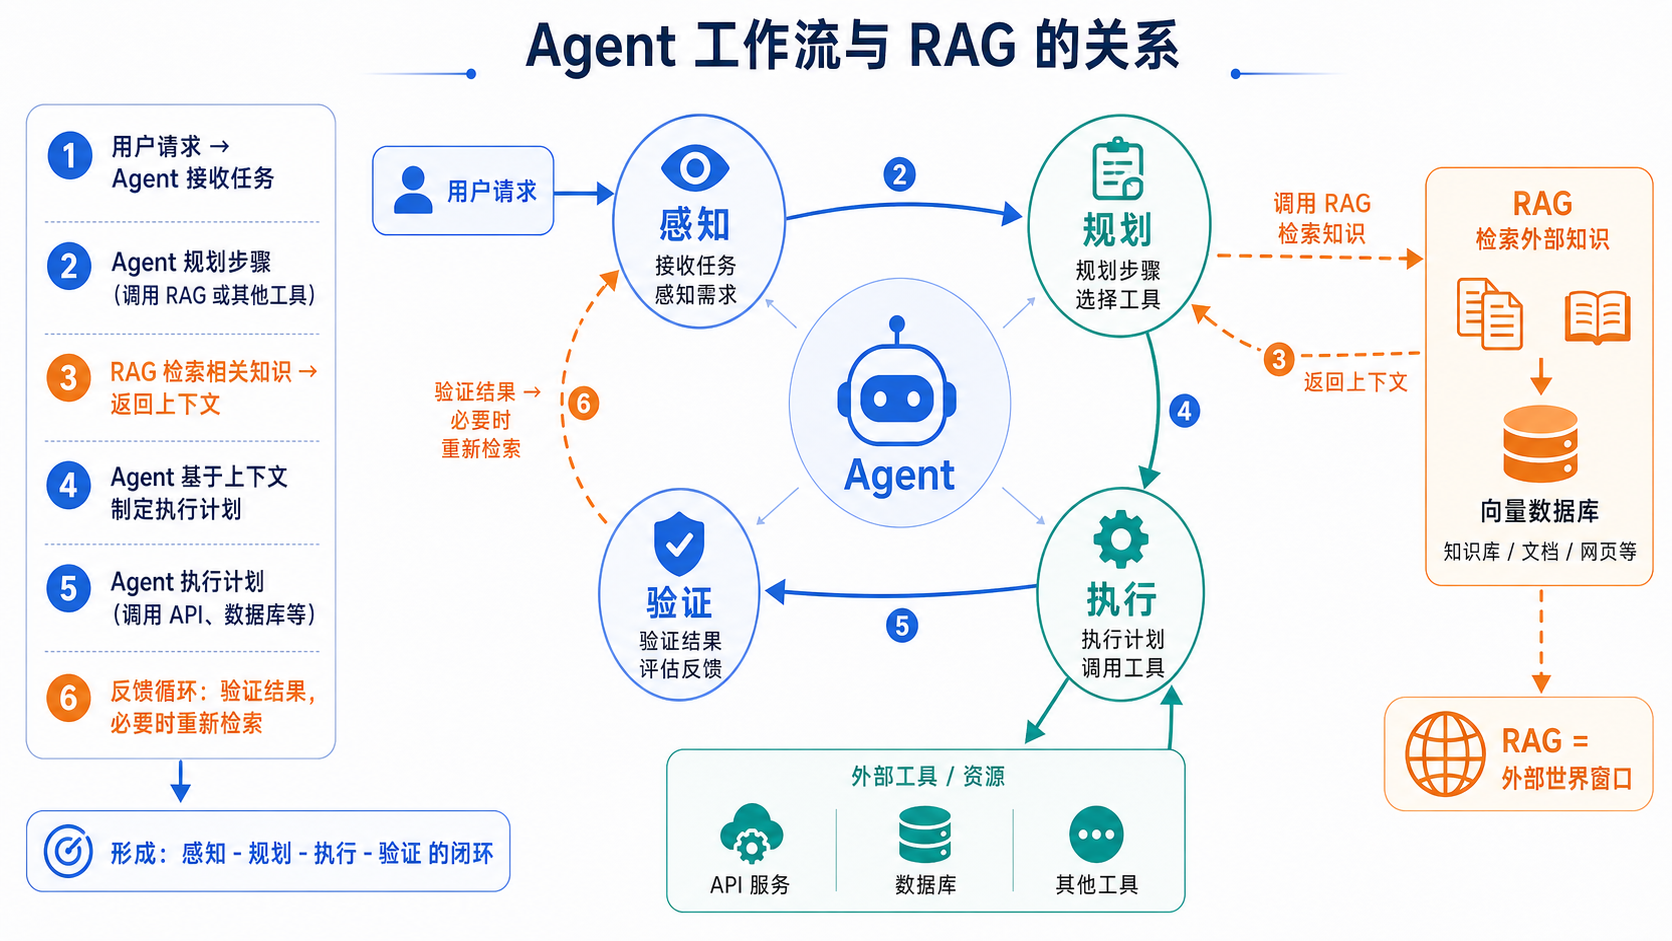 Agent 工作流与 RAG 的关系
1
用户请求 →
Agent 接收任务
2
Agent 规划步骤
（调用 RAG 或其他工具）
3
RAG 检索相关知识 →
返回上下文
4
Agent 基于上下文
制定执行计划
5
Agent 执行计划
（调用 API、数据库等）
6
反馈循环：验证结果，
必要时重新检索
形成：感知 - 规划 - 执行 - 验证 的闭环
用户请求
感知
接收任务
感知需求
2
规划
规划步骤
选择工具
调用 RAG
检索知识
3
返回上下文
RAG
检索外部知识
向量数据库
知识库 / 文档 / 网页等
RAG =
外部世界窗口
Agent
4
验证结果 →
必要时
重新检索
6
验证
验证结果
评估反馈
5
执行
执行计划
调用工具
外部工具 / 资源
API 服务
数据库
其他工具